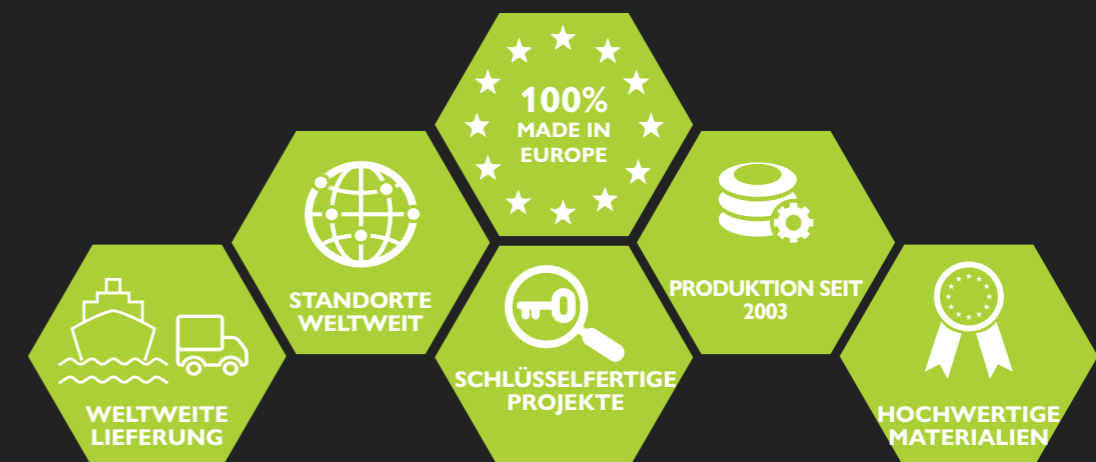 100%
MADE IN
EUROPE
STANDORTE
WELTWEIT
PRODUKTION SEIT
2003
WELTWEITE
LIEFERUNG
SCHLÜSSELFERTIGE
PROJEKTE
HOCHWERTIGE
MATERIALIEN